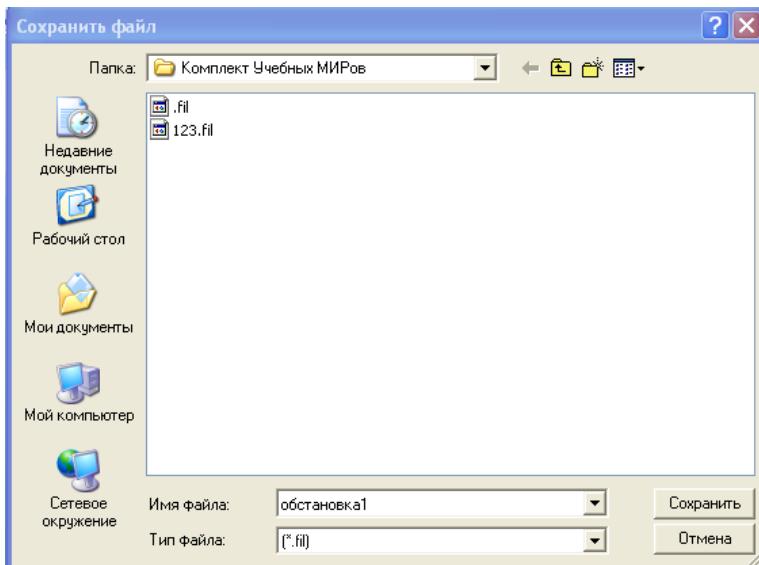 Сохранить файл
Папка: Комплект Учебных МИРов
.fil
123.fil
Недавние
документы
Рабочий стол
Мои документы
Мой компьютер
Сетевое
окружение
Имя файла: обстановка1 Сохранить
Тип файла: (*.fil) Отмена